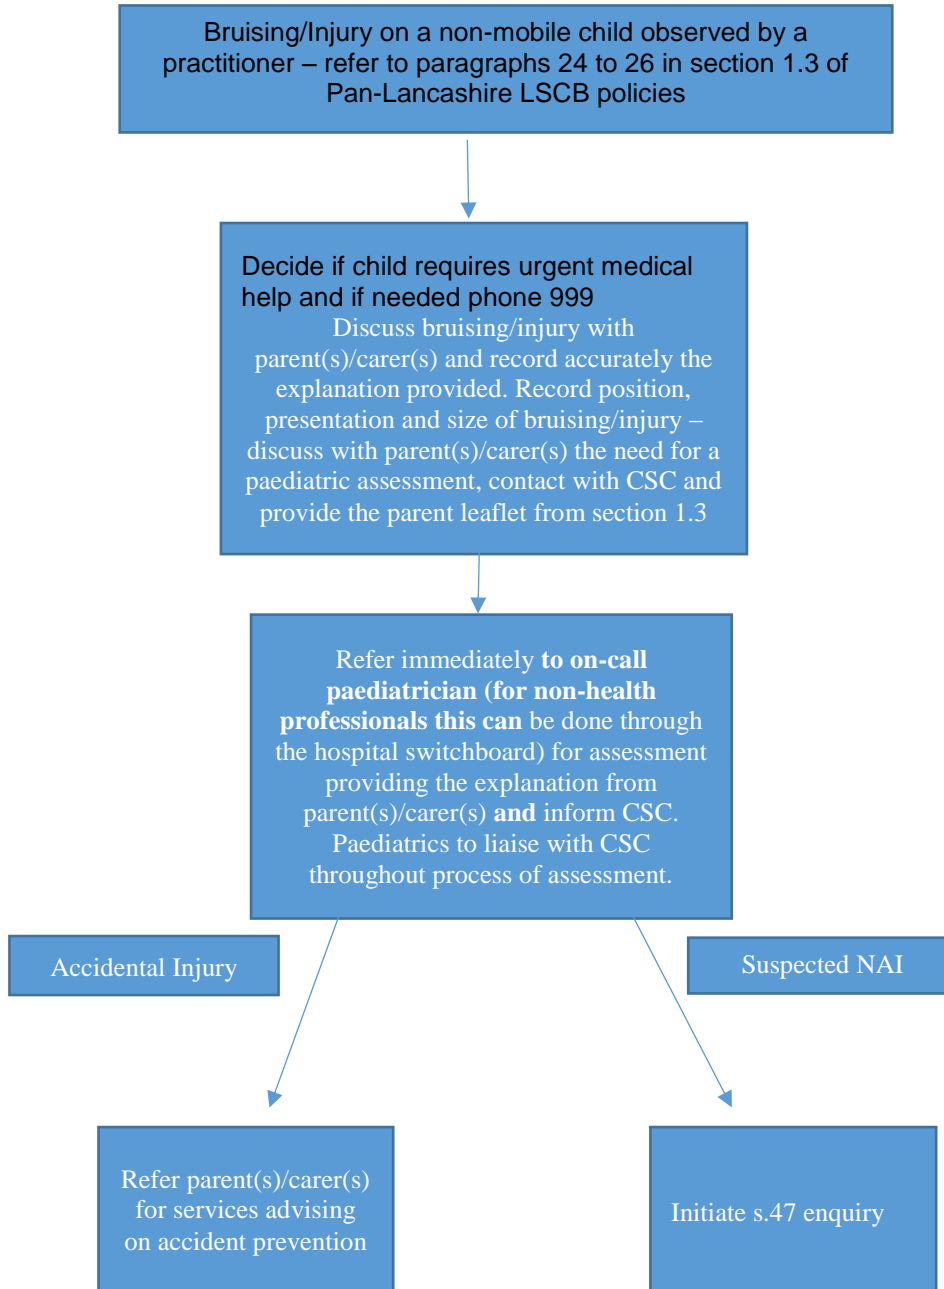 Bruising/Injury on a non-mobile child observed by a
practitioner – refer to paragraphs 24 to 26 in section 1.3 of
Pan-Lancashire LSCB policies
Decide if child requires urgent medical
help and if needed phone 999
Discuss bruising/injury with
parent(s)/carer(s) and record accurately the
explanation provided. Record position,
presentation and size of bruising/injury –
discuss with parent(s)/carer(s) the need for a
paediatric assessment, contact with CSC and
provide the parent leaflet from section 1.3
Refer immediately to on-call
paediatrician (for non-health
professionals this can be done through
the hospital switchboard) for assessment
providing the explanation from
parent(s)/carer(s) and inform CSC.
Paediatrics to liaise with CSC
throughout process of assessment.
Accidental Injury
Suspected NAI
Refer parent(s)/carer(s)
for services advising
on accident prevention
Initiate s.47 enquiry